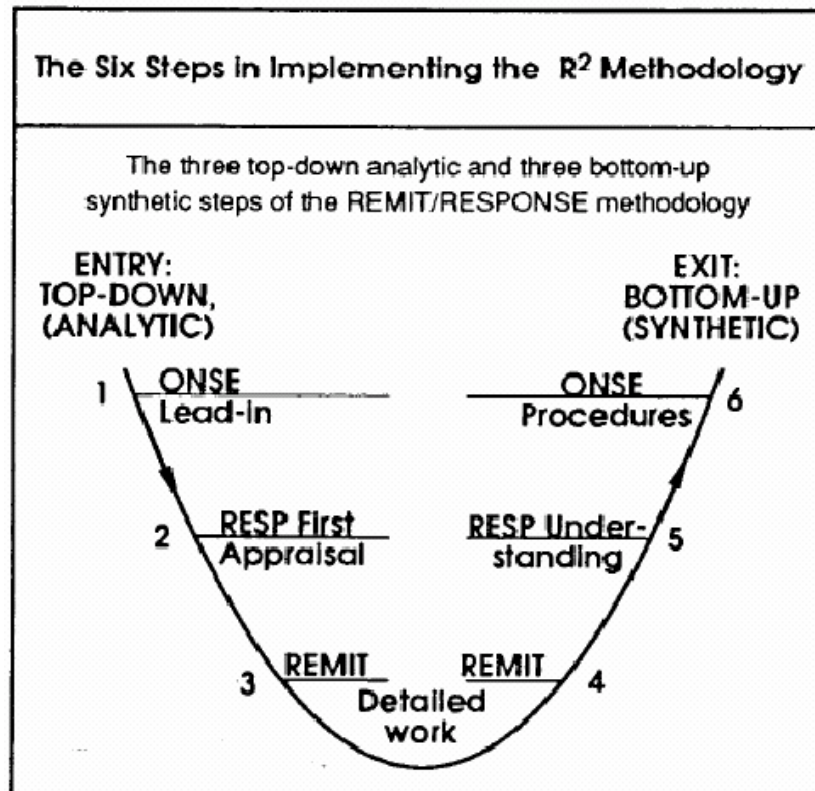 The Six Steps in Implementing the R² Methodology
The three top-down analytic and three bottom-up
synthetic steps of the REMIT/RESPONSE methodology
ENTRY:
TOP-DOWN,
(ANALYTIC)
EXIT:
BOTTOM-UP
(SYNTHETIC)
1
ONSE
Lead-in
ONSE
Procedures
6
2
RESP First
Appraisal
RESP Under-
standing
5
3
REMIT
REMIT
4
Detailed
work